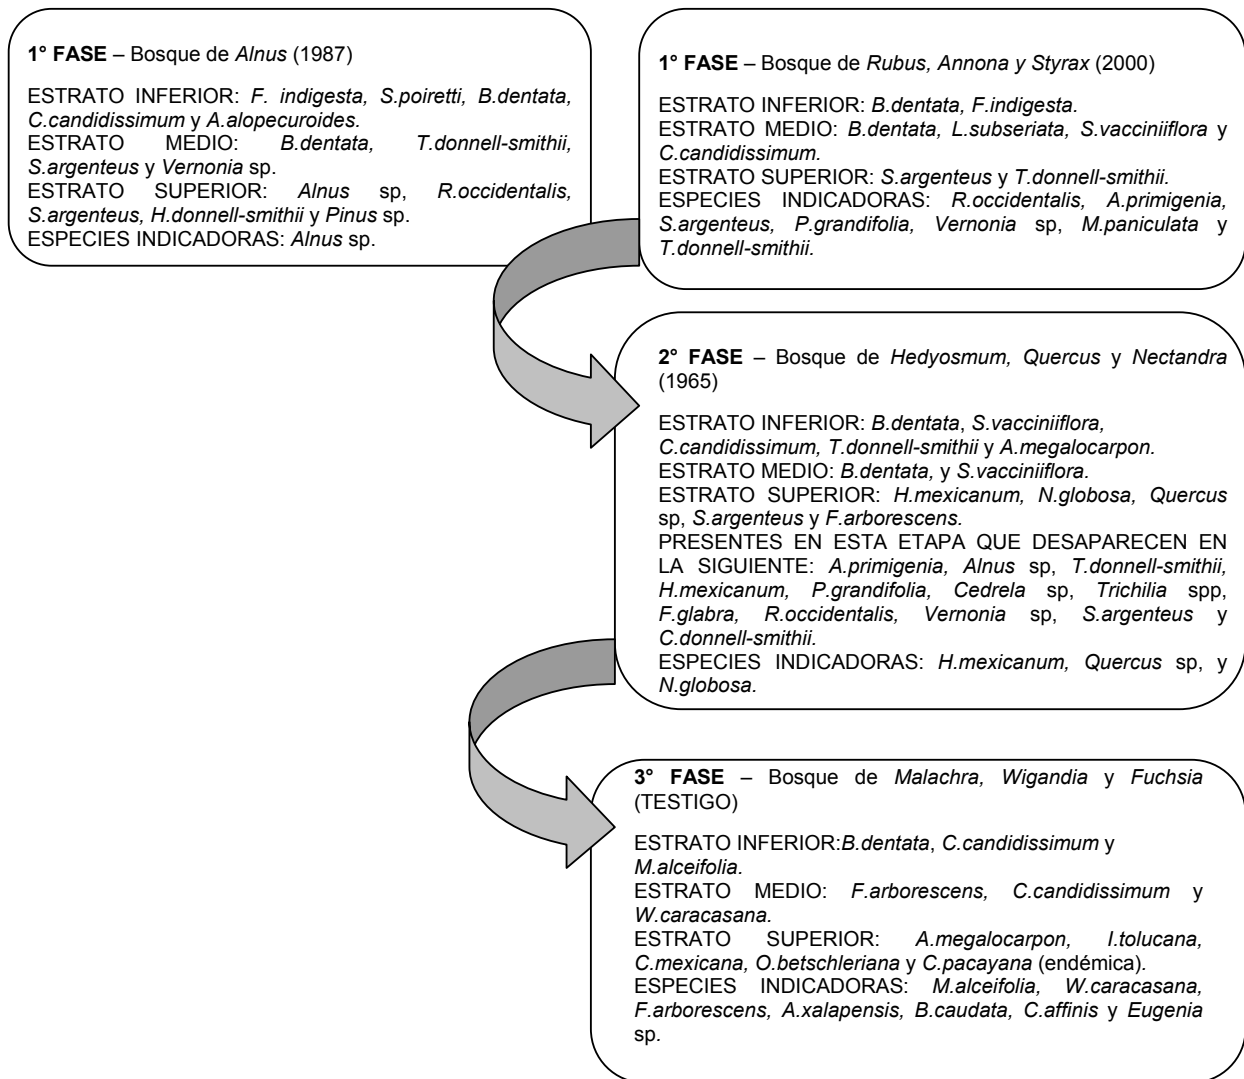 1° FASE – Bosque de Alnus (1987)
ESTRATO INFERIOR: F. indigesta, S.poiretti, B.dentata,
C.candidissimum y A.alopecuroides.
ESTRATO MEDIO: B.dentata, T.donnell-smithii,
S.argenteus y Vernonia sp.
ESTRATO SUPERIOR: Alnus sp, R.occidentalis,
S.argenteus, H.donnell-smithii y Pinus sp.
ESPECIES INDICADORAS: Alnus sp.
1° FASE – Bosque de Rubus, Annona y Styrax (2000)
ESTRATO INFERIOR: B.dentata, F.indigesta.
ESTRATO MEDIO: B.dentata, L.subseriata, S.vacciniiflora y
C.candidissimum.
ESTRATO SUPERIOR: S.argenteus y T.donnell-smithii.
ESPECIES INDICADORAS: R.occidentalis, A.primigenia,
S.argenteus, P.grandifolia, Vernonia sp, M.paniculata y
T.donnell-smithii.
2° FASE – Bosque de Hedyosmum, Quercus y Nectandra
(1965)
ESTRATO INFERIOR: B.dentata, S.vacciniiflora,
C.candidissimum, T.donnell-smithii y A.megalocarpon.
ESTRATO MEDIO: B.dentata, y S.vacciniiflora.
ESTRATO SUPERIOR: H.mexicanum, N.globosa, Quercus
sp, S.argenteus y F.arborescens.
PRESENTES EN ESTA ETAPA QUE DESAPARECEN EN
LA SIGUIENTE: A.primigenia, Alnus sp, T.donnell-smithii,
H.mexicanum, P.grandifolia, Cedrela sp, Trichilia spp,
F.glabra, R.occidentalis, Vernonia sp, S.argenteus y
C.donnell-smithii.
ESPECIES INDICADORAS: H.mexicanum, Quercus sp, y
N.globosa.
3° FASE – Bosque de Malachra, Wigandia y Fuchsia
(TESTIGO)
ESTRATO INFERIOR:B.dentata, C.candidissimum y
M.alceifolia.
ESTRATO MEDIO: F.arborescens, C.candidissimum y
W.caracasana.
ESTRATO SUPERIOR: A.megalocarpon, I.tolucana,
C.mexicana, O.betschleriana y C.pacayana (endémica).
ESPECIES INDICADORAS: M.alceifolia, W.caracasana,
F.arborescens, A.xalapensis, B.caudata, C.affinis y Eugenia
sp.